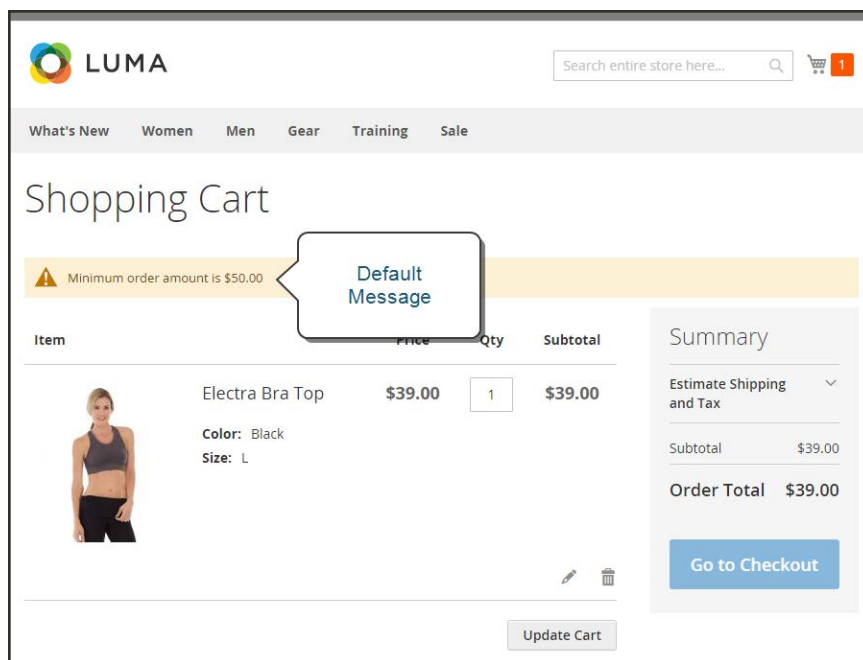 LUMA
Search entire store here...
1
What's New Women Men Gear Training Sale
Shopping Cart
Minimum order amount is $50.00
Default
Message
Item Price Qty Subtotal
Electra Bra Top $39.00 1 $39.00
Color: Black
Size: L
Summary
Estimate Shipping
and Tax
Subtotal $39.00
Order Total $39.00
Go to Checkout
Update Cart